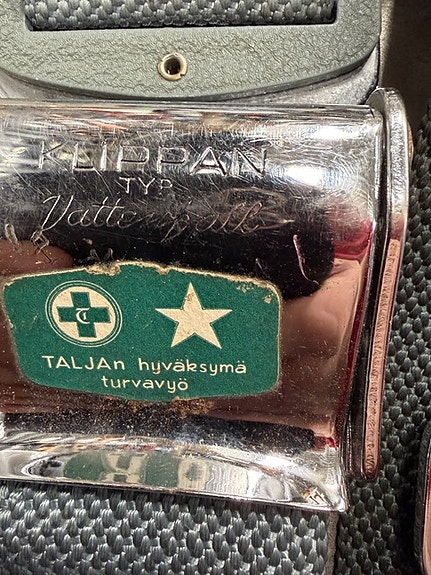 KLIPPAN
TYP
Vattenfall
T
TALJAn hyväksymä
turvavyö